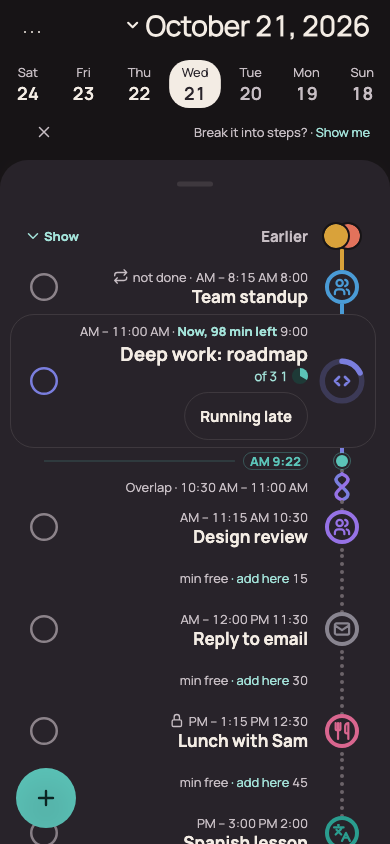 ...
October 21, 2026
Sat Fri Thu Wed Tue Mon Sun
24 23 22 21 20 19 18
Break it into steps? · Show me
Show Earlier
not done · AM – 8:15 AM 8:00
Team standup
AM – 11:00 AM · Now, 98 min left 9:00
Deep work: roadmap
of 3 1
Running late
AM 9:22
Overlap · 10:30 AM – 11:00 AM
AM – 11:15 AM 10:30
Design review
min free · add here 15
AM – 12:00 PM 11:30
Reply to email
min free · add here 30
PM – 1:15 PM 12:30
Lunch with Sam
min free · add here 45
PM – 3:00 PM 2:00
Spanish lesson